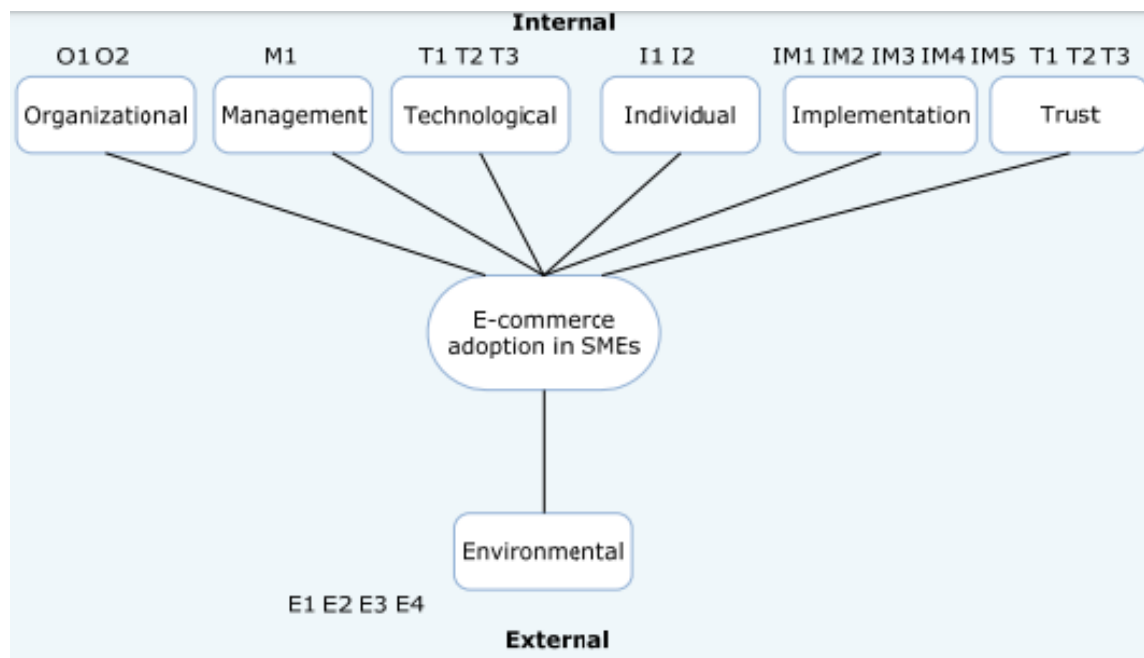 Internal
O1 O2 M1 T1 T2 T3 I1 I2 IM1 IM2 IM3 IM4 IM5 T1 T2 T3
Organizational Management Technological Individual Implementation Trust
E-commerce
adoption in SMEs
Environmental
E1 E2 E3 E4
External